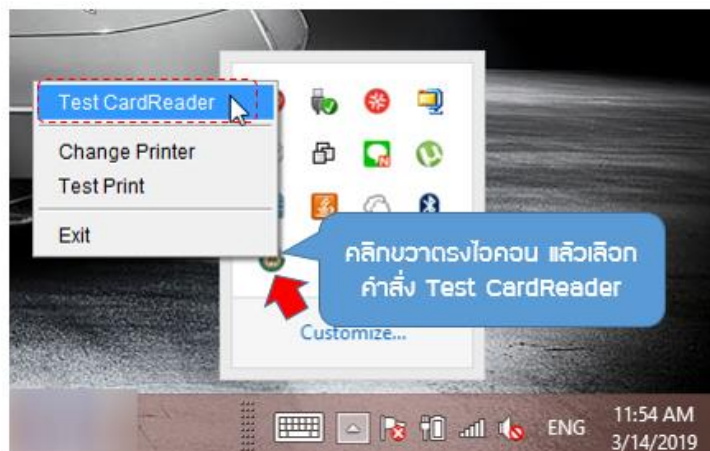 Test CardReader
Change Printer
Test Print
Exit
คลิกขวาตรงไอคอน แล้วเลือก
คำสั่ง Test CardReader
Customize...
ENG
11:54 AM
3/14/2019